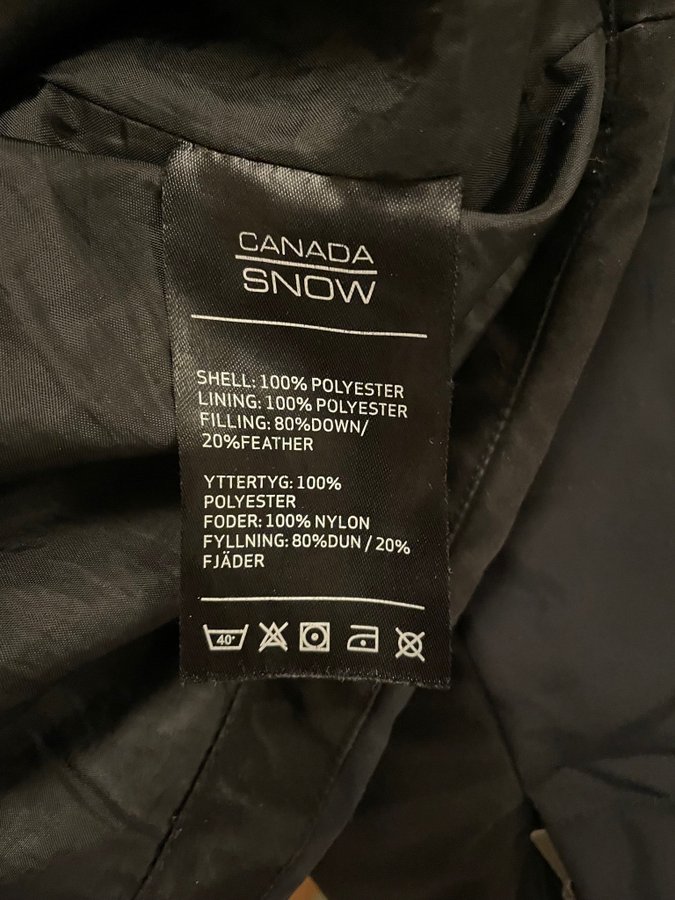 CANADA
SNOW
SHELL: 100% POLYESTER
LINING: 100% POLYESTER
FILLING: 80%DOWN/
20%FEATHER
YTTERTYG: 100%
POLYESTER
FODER: 100% NYLON
FYLLNING: 80%DUN / 20%
FJÄDER
40°